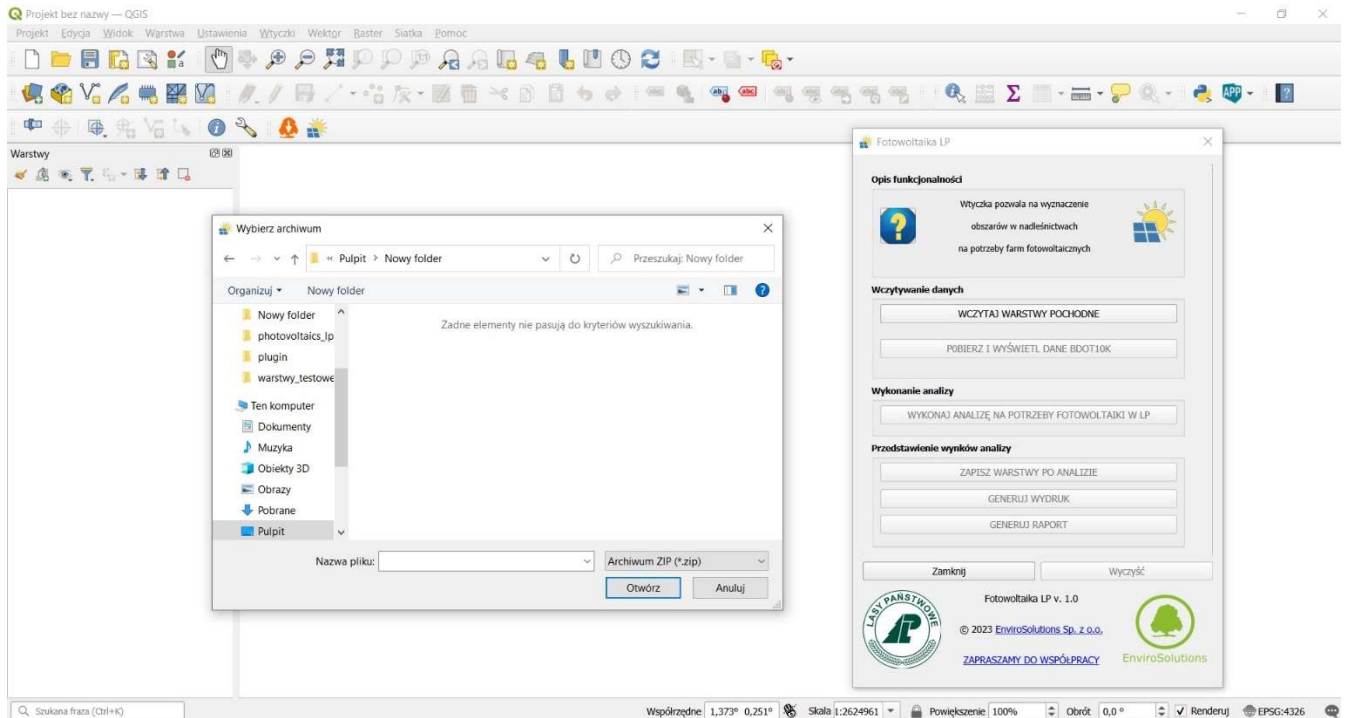 Projekt bez nazwy — QGIS
Projekt Edycja Widok Warstwa Ustawienia Wtyczki Wektor Raster Siatka Pomoc
Warstwy
Wybierz archiwum
« Pulpit > Nowy folder
Przeszukaj: Nowy folder
Organizuj
Nowy folder
Nowy folder
photovoltaics_lp
plugin
warstwy_testowe
Ten komputer
Dokumenty
Muzyka
Obiekty 3D
Obrazy
Pobrane
Pulpit
Żadne elementy nie pasują do kryteriów wyszukiwania.
Nazwa pliku:
Archiwum ZIP (*.zip)
Otwórz
Anuluj
Fotowoltaika LP
Opis funkcjonalności
Wtyczka pozwala na wyznaczenie
obszarów w nadleśnictwach
na potrzeby farm fotowoltaicznych
Wczytywanie danych
WCZYTAJ WARSTWY POCHODNE
POBIERZ I WYŚWIETL DANE BDOT10K
Wykonanie analizy
WYKONAJ ANALIZĘ NA POTRZEBY FOTOWOLTAIKI W LP
Przedstawienie wynków analizy
ZAPISZ WARSTWY PO ANALIZIE
GENERUJ WYDRUK
GENERUJ RAPORT
Zamknij
Wyczyść
LASY PAŃSTWOWE
Fotowoltaika LP v. 1.0
© 2023 EnviroSolutions Sp. z o.o.
ZAPRASZAMY DO WSPÓŁPRACY
EnviroSolutions
Szukana fraza (Ctrl+K)
Współrzędne 1,373° 0,251° Skala 1:2624961 Powiększenie 100% Obrót 0,0 ° Renderuj EPSG:4326